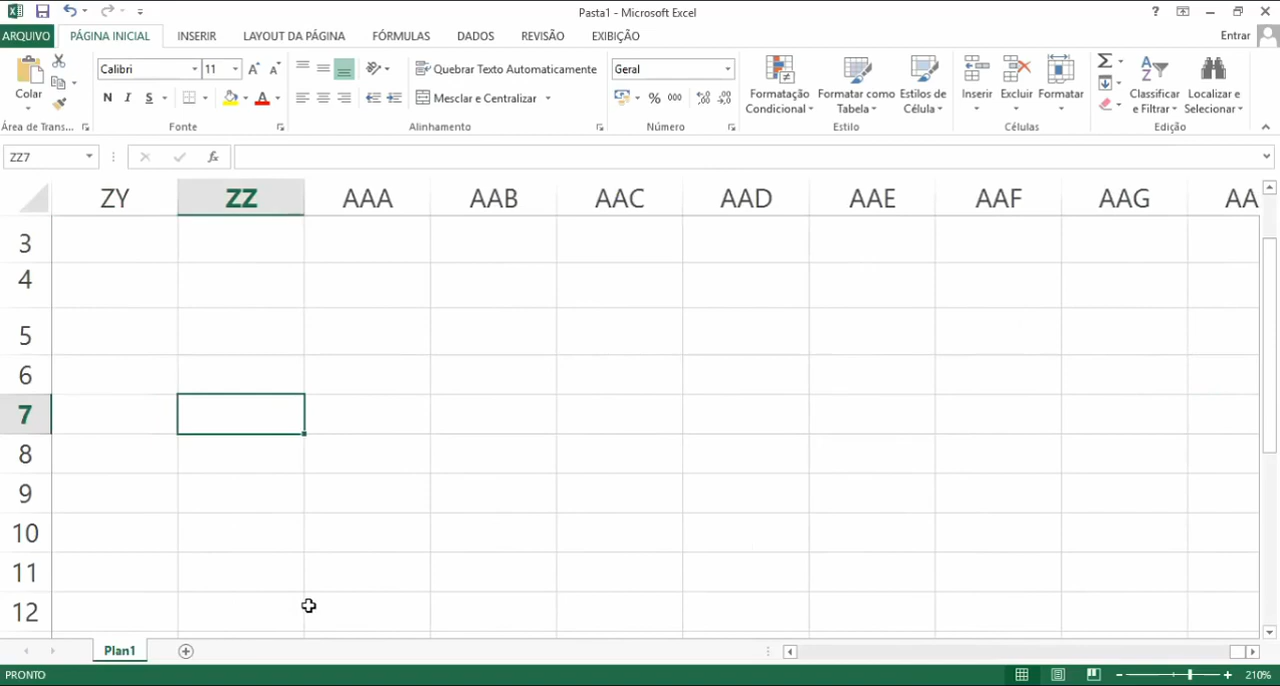 Pasta1 - Microsoft Excel
ARQUIVO PÁGINA INICIAL INSERIR LAYOUT DA PÁGINA FÓRMULAS DADOS REVISÃO EXIBIÇÃO Entrar
Colar
Área de Trans...
Calibri 11
N I S
Fonte
Quebrar Texto Automaticamente
Mesclar e Centralizar
Alinhamento
Geral
% 000
Número
Formatação Condicional
Formatar como Tabela
Estilos de Célula
Estilo
Inserir Excluir Formatar
Células
Classificar e Filtrar
Localizar e Selecionar
Edição
ZZ7 fx
ZY ZZ AAA AAB AAC AAD AAE AAF AAG AA
3
4
5
6
7
8
9
10
11
12
Plan1
PRONTO 210%